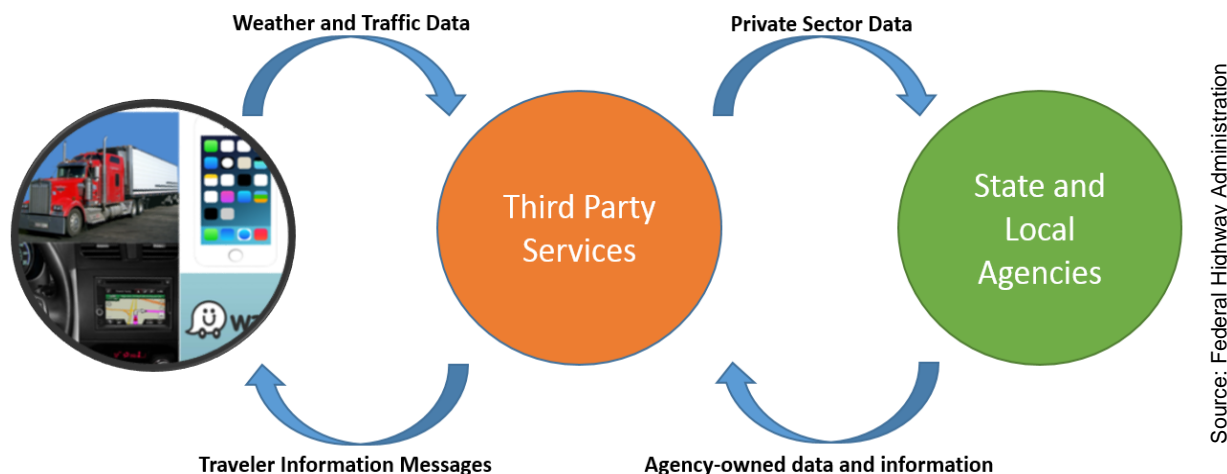 Weather and Traffic Data
Private Sector Data
Third Party
Services
State and
Local
Agencies
Traveler Information Messages
Agency-owned data and information
Source: Federal Highway Administration